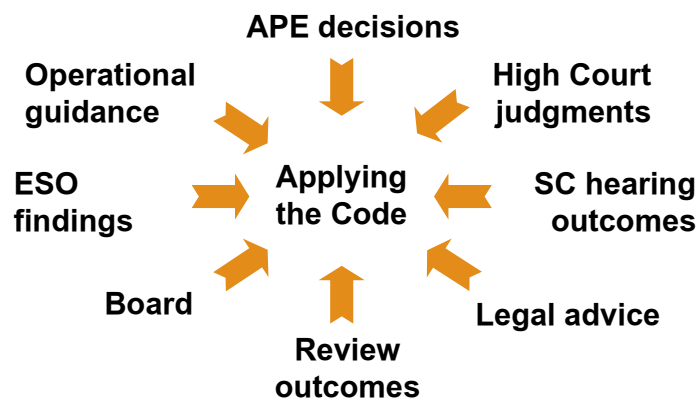 APE decisions
Operational
guidance
High Court
judgments
ESO
findings
Applying
the Code
SC hearing
outcomes
Board
Legal advice
Review
outcomes